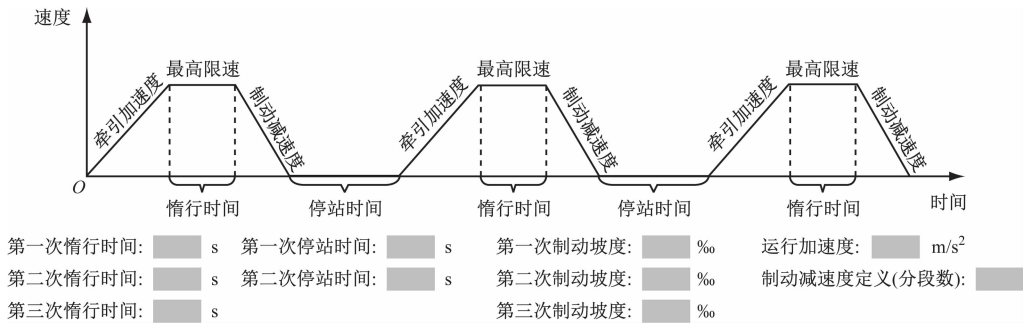 速度
最高限速 最高限速 最高限速
牵引加速度 制动减速度 牵引加速度 制动减速度 牵引加速度 制动减速度
O
惰行时间 停站时间 惰行时间 停站时间 惰行时间 时间
第一次惰行时间: s 第一次停站时间: s 第一次制动坡度: ‰ 运行加速度: m/s²
第二次惰行时间: s 第二次停站时间: s 第二次制动坡度: ‰ 制动减速度定义(分段数):
第三次惰行时间: s 第三次制动坡度: ‰